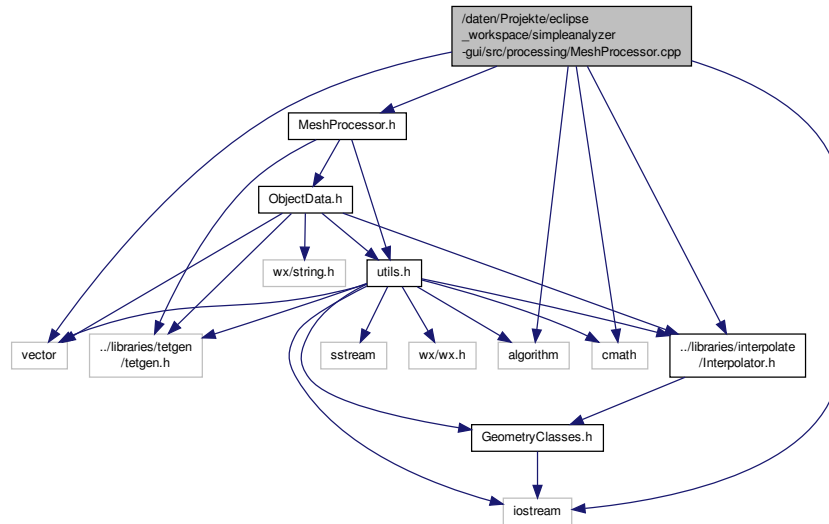 /daten/Projekte/eclipse
_workspace/simpleanalyzer
-gui/src/processing/MeshProcessor.cpp
MeshProcessor.h
ObjectData.h
wx/string.h
utils.h
vector
../libraries/tetgen
/tetgen.h
sstream
wx/wx.h
algorithm
cmath
../libraries/interpolate
/Interpolator.h
GeometryClasses.h
iostream